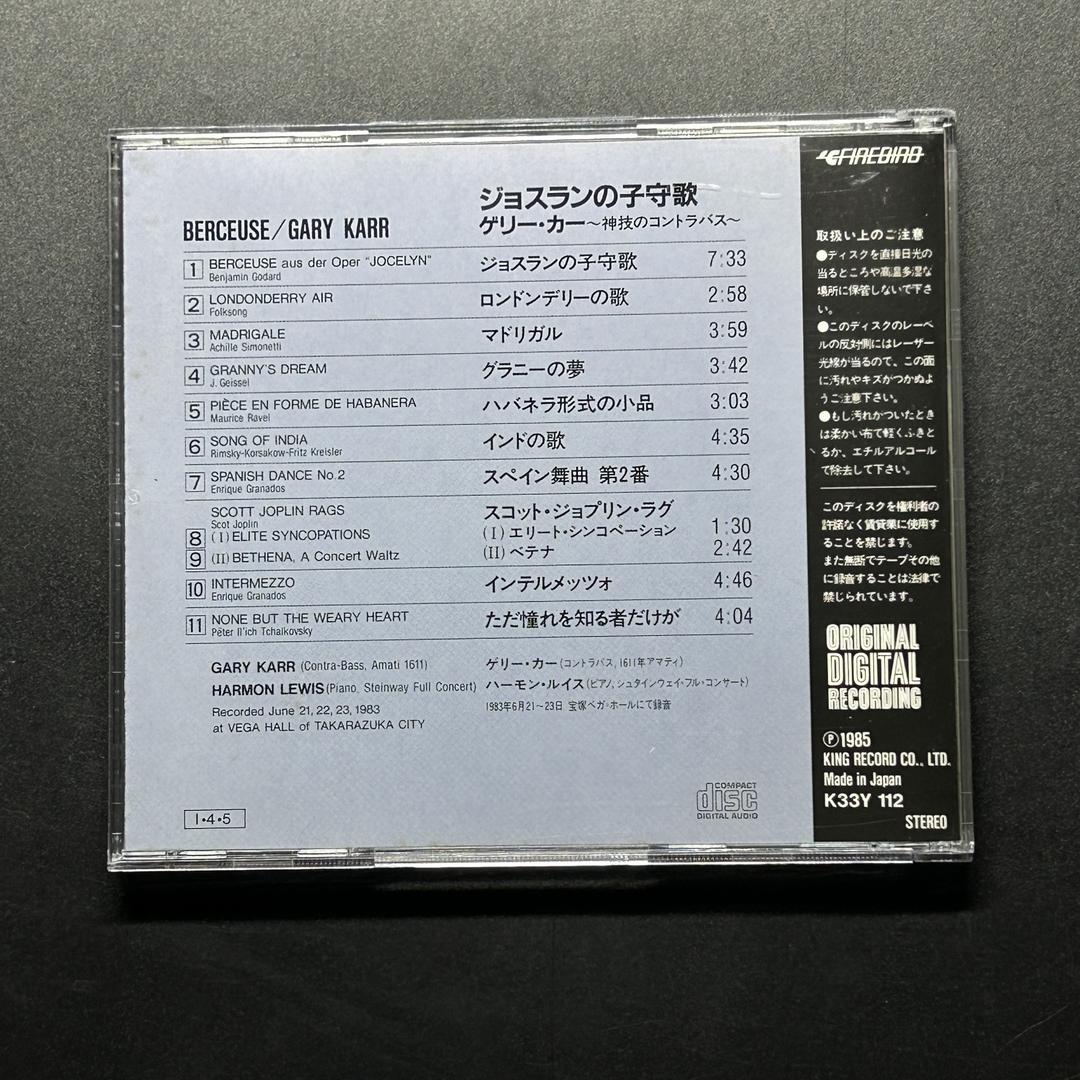 BERCEUSE/GARY KARR
ジョスランの子守歌
ゲリー・カー〜神技のコントラバス〜
1 BERCEUSE aus der Oper "JOCELYN" ジョスランの子守歌 7:33
Benjamin Godard
2 LONDONDERRY AIR ロンドンデリーの歌 2:58
Folksong
3 MADRIGALE マドリガル 3:59
Achille Simonetti
4 GRANNY'S DREAM グラニーの夢 3:42
J. Geissel
5 PIÈCE EN FORME DE HABANERA ハバネラ形式の小品 3:03
Maurice Ravel
6 SONG OF INDIA インドの歌 4:35
Rimsky-Korsakow-Fritz Kreisler
7 SPANISH DANCE No.2 スペイン舞曲 第2番 4:30
Enrique Granados
SCOTT JOPLIN RAGS スコット・ジョプリン・ラグ
Scot Joplin
8 (I) ELITE SYNCOPATIONS (I) エリート・シンコペーション 1:30
9 (II) BETHENA, A Concert Waltz (II) ベテナ 2:42
10 INTERMEZZO インテルメッツォ 4:46
Enrique Granados
11 NONE BUT THE WEARY HEART ただ憧れを知る者だけが 4:04
Peter Il'ich Tchaikovsky
GARY KARR (Contra-Bass, Amati 1611) ゲリー・カー(コントラバス, 1611年アマティ)
HARMON LEWIS (Piano, Steinway Full Concert) ハーモン・ルイス(ピアノ, シュタインウェイ・フル・コンサート)
Recorded June 21, 22, 23, 1983 1983年6月21〜23日 宝塚ベガ・ホールにて録音
at VEGA HALL of TAKARAZUKA CITY
I・4・5
COMPACT
disc
DIGITAL AUDIO
FIREBIRD
取扱い上のご注意
●ディスクを直接日光の
当るところや高温多湿な
場所に保管しないで下さ
い。
●このディスクのレーベ
ルの反対側にはレーザー
光線が当るので、この面
に汚れやキズがつかぬよ
うご注意下さい。
●もし汚れがついたとき
は柔かい布で軽くふきと
るか、エチルアルコール
で除去して下さい。
このディスクを権利者の
許諾なく賃貸業に使用す
ることを禁じます。
また無断でテープその他
に録音することは法律で
禁じられています。
ORIGINAL
DIGITAL
RECORDING
Ⓟ1985
KING RECORD CO., LTD.
Made in Japan
K33Y 112
STEREO